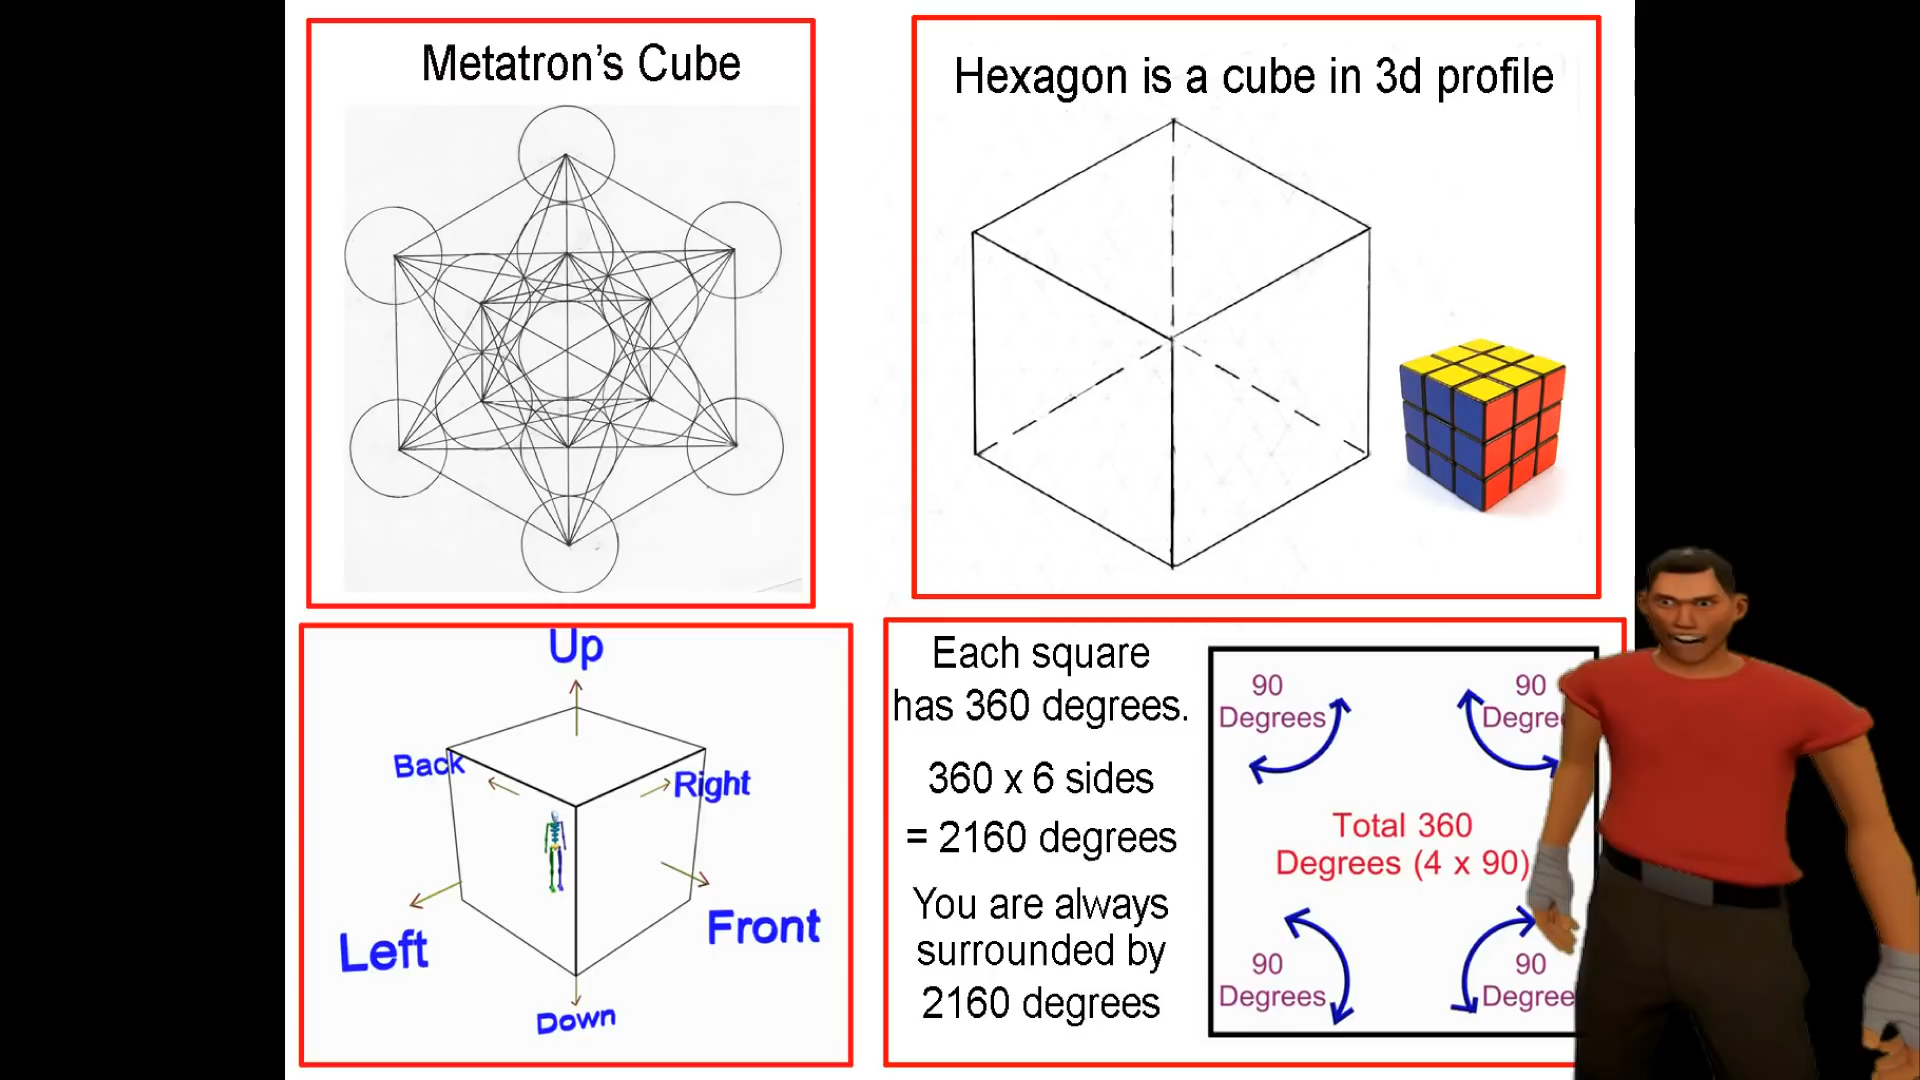 Metatron's Cube
Hexagon is a cube in 3d profile
Up
Back
Right
Left
Front
Down
Each square
has 360 degrees.
360 x 6 sides
= 2160 degrees
You are always
surrounded by
2160 degrees
90
Degrees
90
Degre
Total 360
Degrees (4 x 90)
90
Degrees
90
Degree